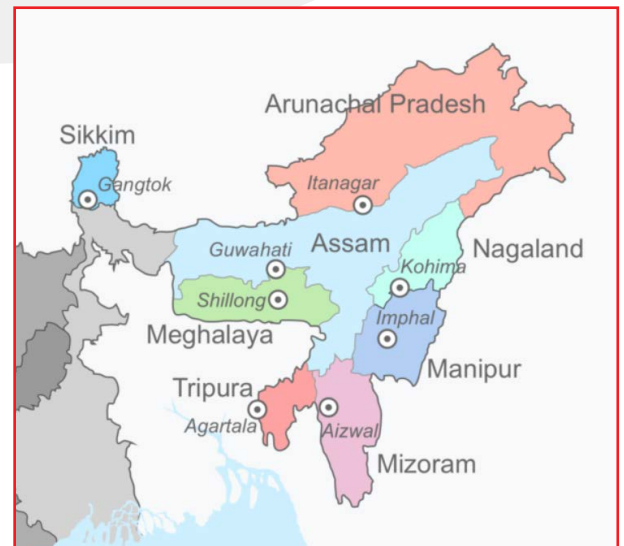 Arunachal Pradesh
Sikkim
Gangtok
Itanagar
Guwahati
Assam
Nagaland
Kohima
Shillong
Imphal
Meghalaya
Manipur
Tripura
Agartala
Aizwal
Mizoram